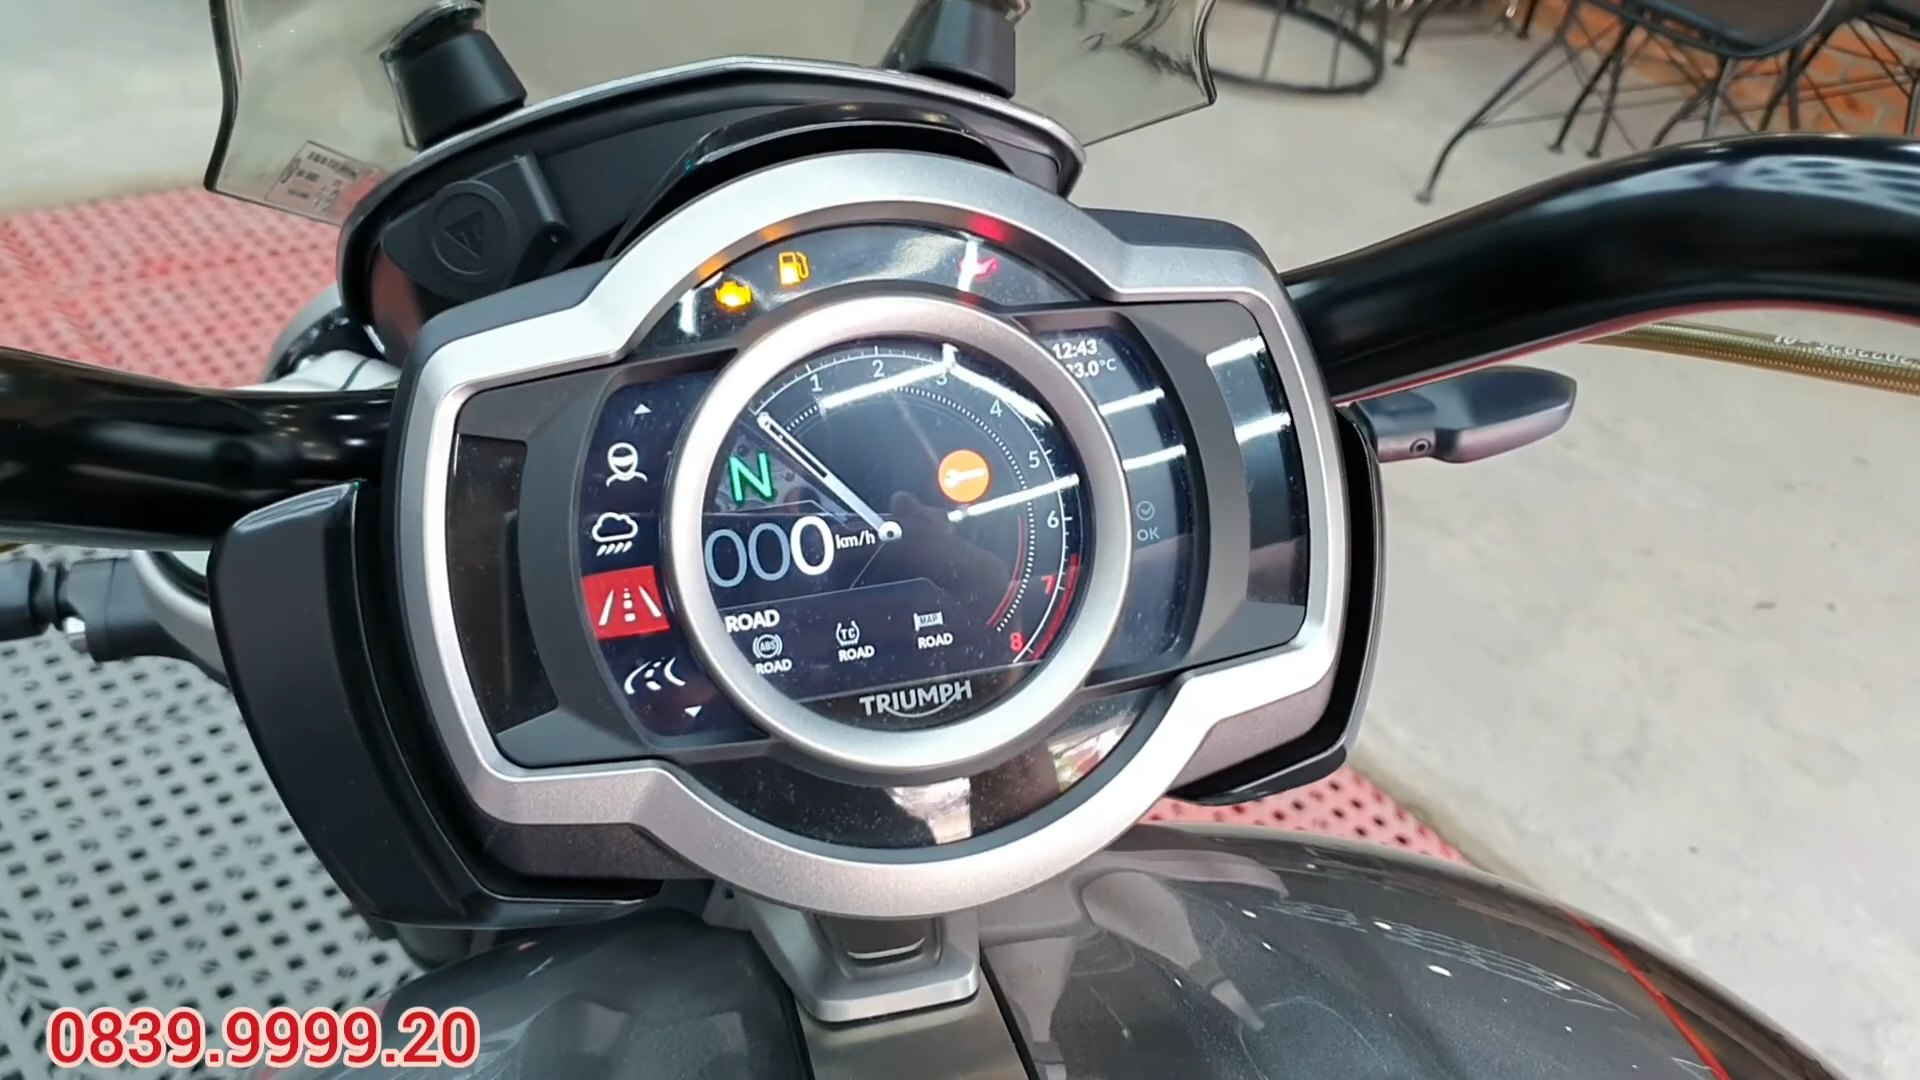 12:43
23.0°C
1
2
3
4
5
6
7
8
N
000 km/h
OK
ROAD
ABS
TC
MAP
ROAD
ROAD
ROAD
TRIUMPH
0839.9999.20